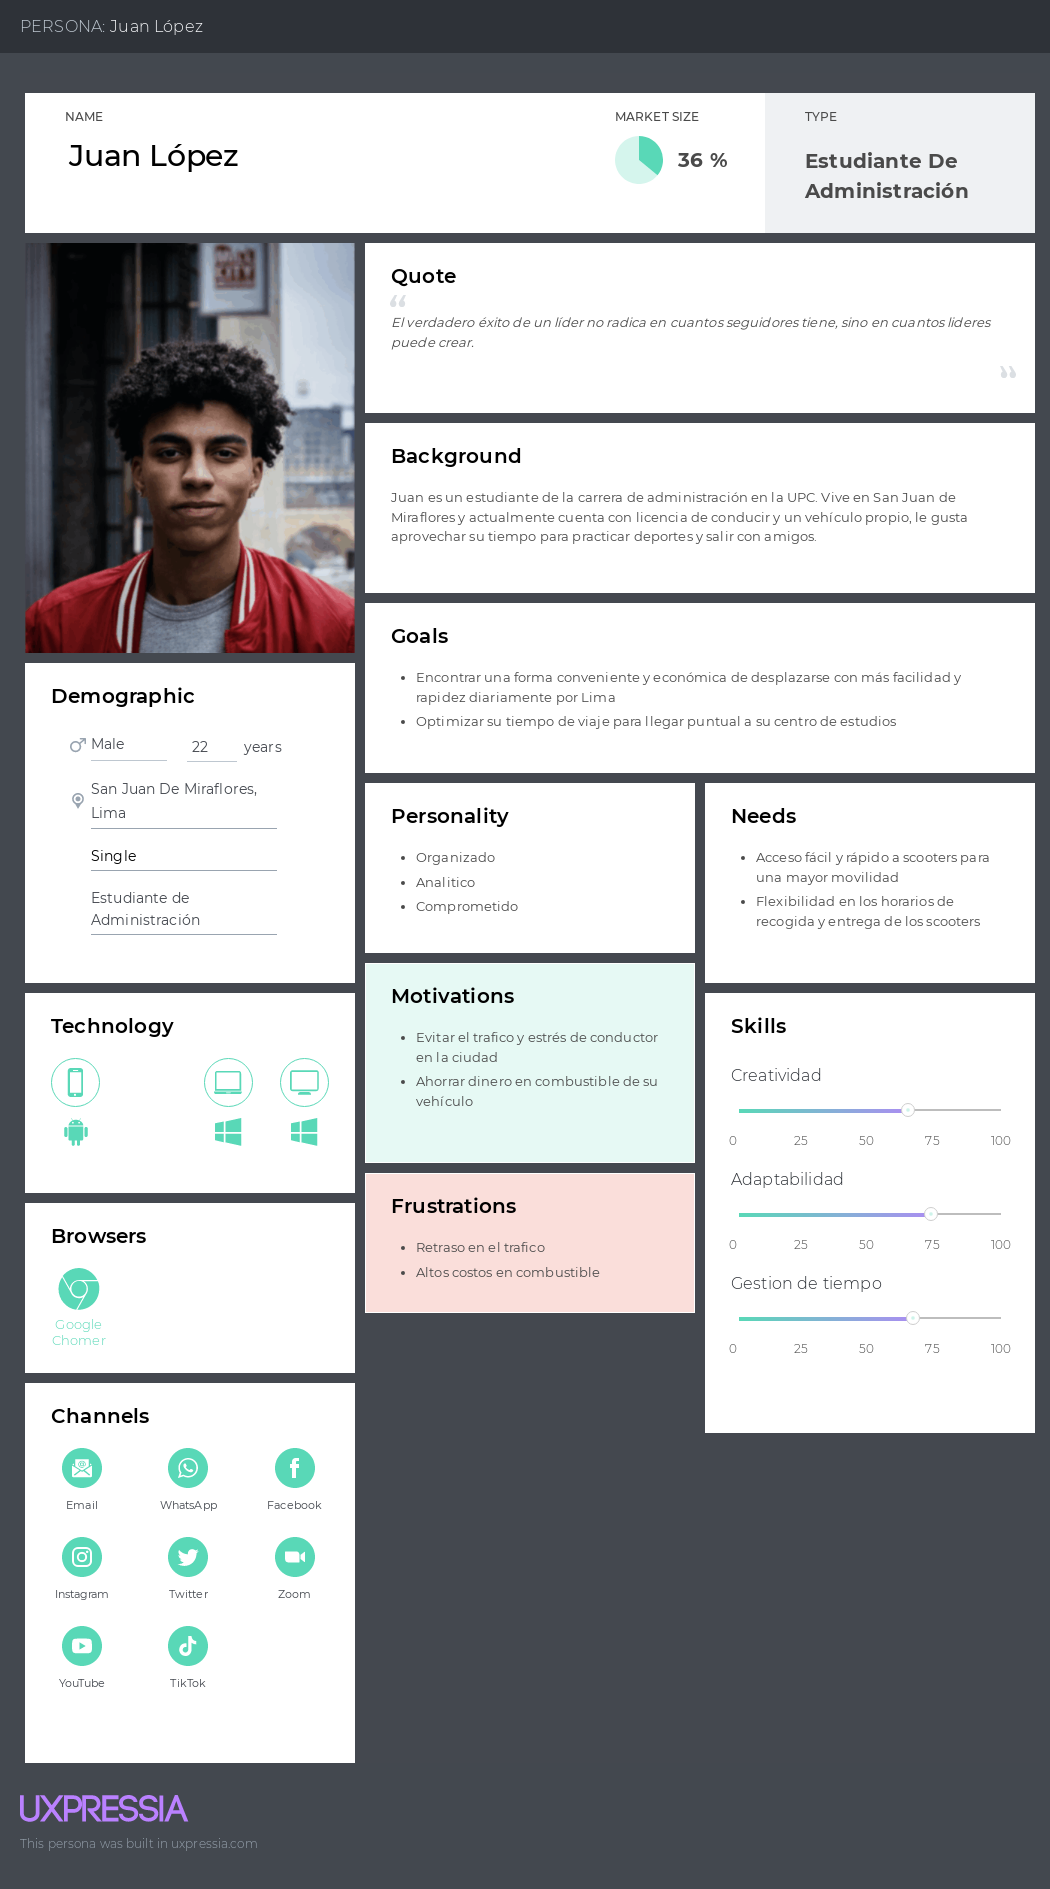 PERSONA: Juan López
NAME
Juan López
MARKET SIZE
36 %
TYPE
Estudiante De
Administración
Quote
“
El verdadero éxito de un líder no radica en cuantos seguidores tiene, sino en cuantos lideres
puede crear.
”
Background
Juan es un estudiante de la carrera de administración en la UPC. Vive en San Juan de
Miraflores y actualmente cuenta con licencia de conducir y un vehículo propio, le gusta
aprovechar su tiempo para practicar deportes y salir con amigos.
Goals
• Encontrar una forma conveniente y económica de desplazarse con más facilidad y
rapidez diariamente por Lima
• Optimizar su tiempo de viaje para llegar puntual a su centro de estudios
Demographic
Male
22 years
San Juan De Miraflores,
Lima
Single
Estudiante de
Administración
Personality
• Organizado
• Analitico
• Comprometido
Needs
• Acceso fácil y rápido a scooters para
una mayor movilidad
• Flexibilidad en los horarios de
recogida y entrega de los scooters
Technology
Motivations
• Evitar el trafico y estrés de conductor
en la ciudad
• Ahorrar dinero en combustible de su
vehículo
Skills
Creatividad
0 25 50 75 100
Adaptabilidad
0 25 50 75 100
Gestion de tiempo
0 25 50 75 100
Frustrations
• Retraso en el trafico
• Altos costos en combustible
Browsers
Google
Chomer
Channels
Email
WhatsApp
Facebook
Instagram
Twitter
Zoom
YouTube
TikTok
UXPRESSIA
This persona was built in uxpressia.com